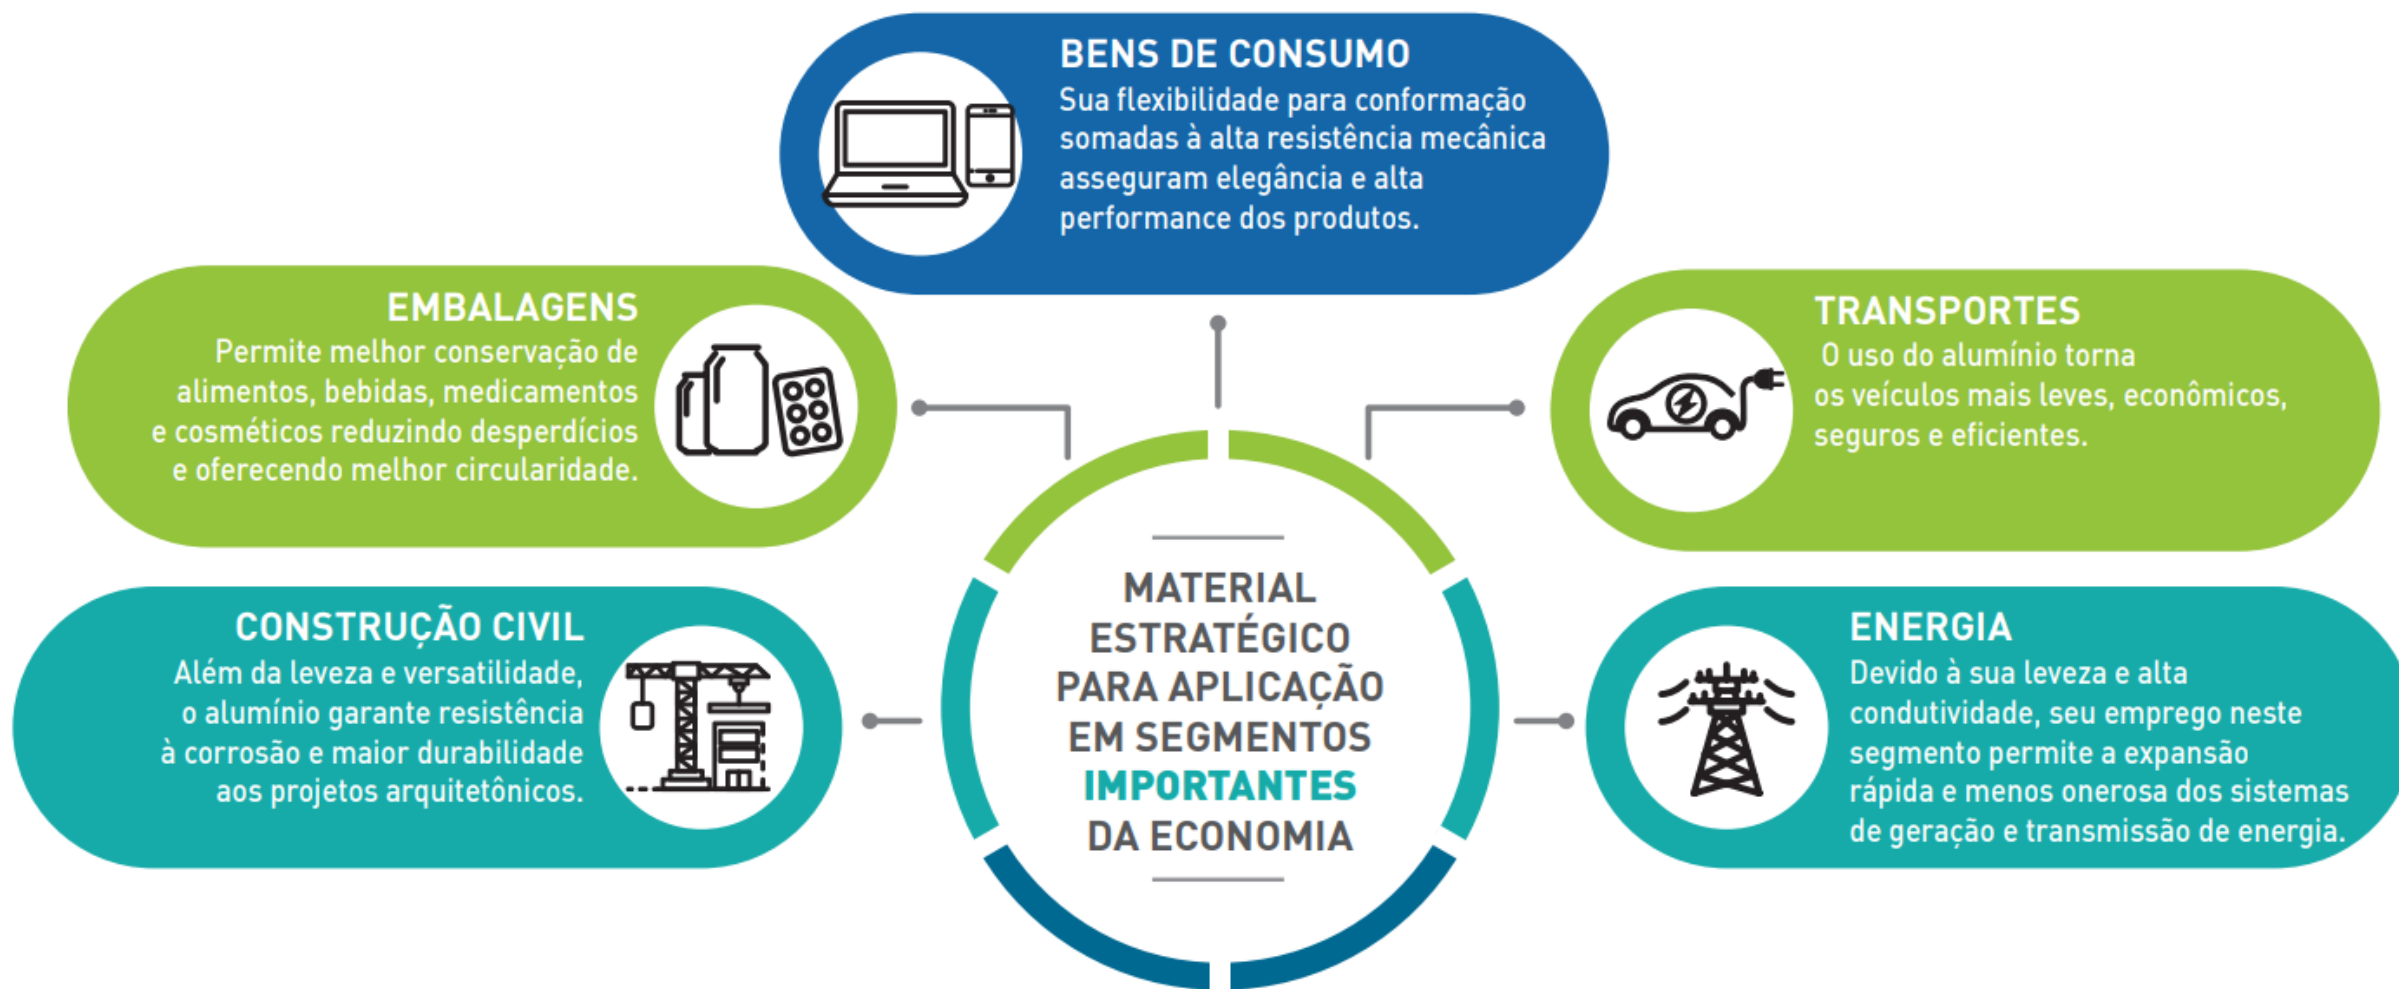 BENS DE CONSUMO
Sua flexibilidade para conformação
somadas à alta resistência mecânica
asseguram elegância e alta
performance dos produtos.
EMBALAGENS
Permite melhor conservação de
alimentos, bebidas, medicamentos
e cosméticos reduzindo desperdícios
e oferecendo melhor circularidade.
TRANSPORTES
O uso do alumínio torna
os veículos mais leves, econômicos,
seguros e eficientes.
CONSTRUÇÃO CIVIL
Além da leveza e versatilidade,
o alumínio garante resistência
à corrosão e maior durabilidade
aos projetos arquitetônicos.
MATERIAL
ESTRATÉGICO
PARA APLICAÇÃO
EM SEGMENTOS
IMPORTANTES
DA ECONOMIA
ENERGIA
Devido à sua leveza e alta
condutividade, seu emprego neste
segmento permite a expansão
rápida e menos onerosa dos sistemas
de geração e transmissão de energia.